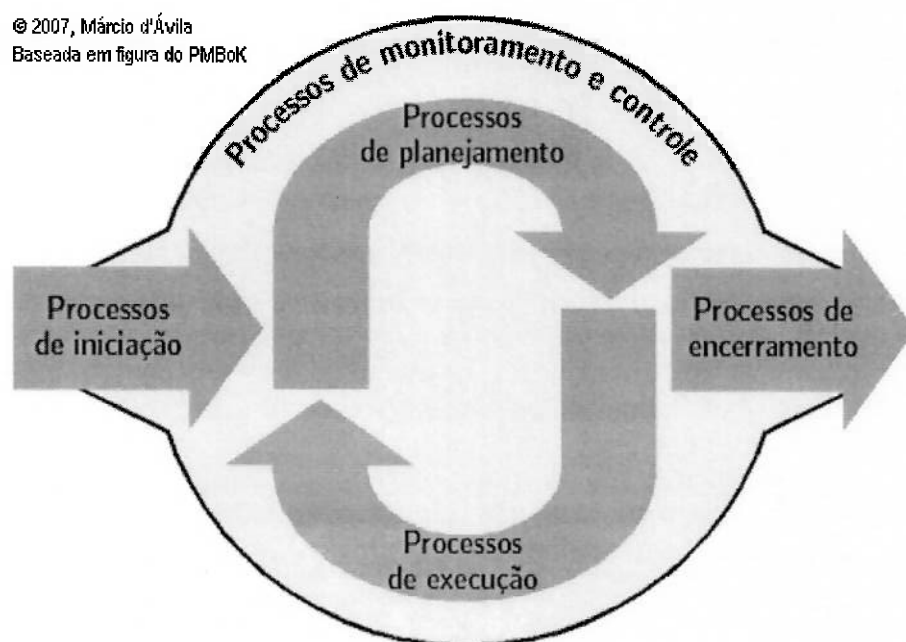 © 2007, Márcio d'Ávila
Baseada em figura do PMBoK
Processos de monitoramento e controle
Processos
de planejamento
Processos
de iniciação
Processos de
encerramento
Processos
de execução